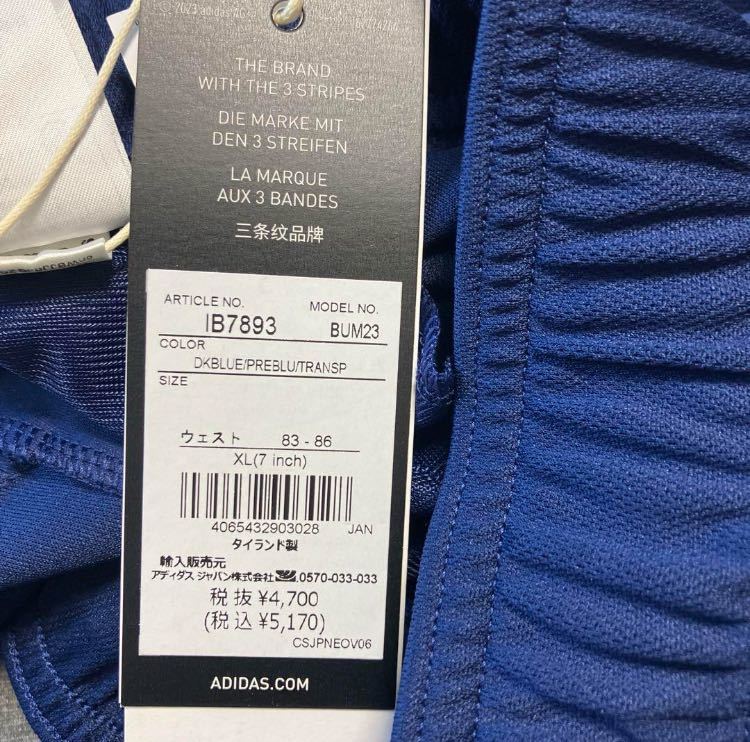 © 2023 adidas AG
THE BRAND
WITH THE 3 STRIPES
DIE MARKE MIT
DEN 3 STREIFEN
LA MARQUE
AUX 3 BANDES
三条纹品牌
ARTICLE NO. MODEL NO.
IB7893 BUM23
COLOR
DKBLUE/PREBLU/TRANSP
SIZE
ウェスト 83 - 86
XL(7 inch)
4065432903028 JAN
タイランド製
輸入販売元
アディダス ジャパン株式会社 0570-033-033
税抜 ¥4,700
(税込 ¥5,170)
CSJPNEOV06
ADIDAS.COM